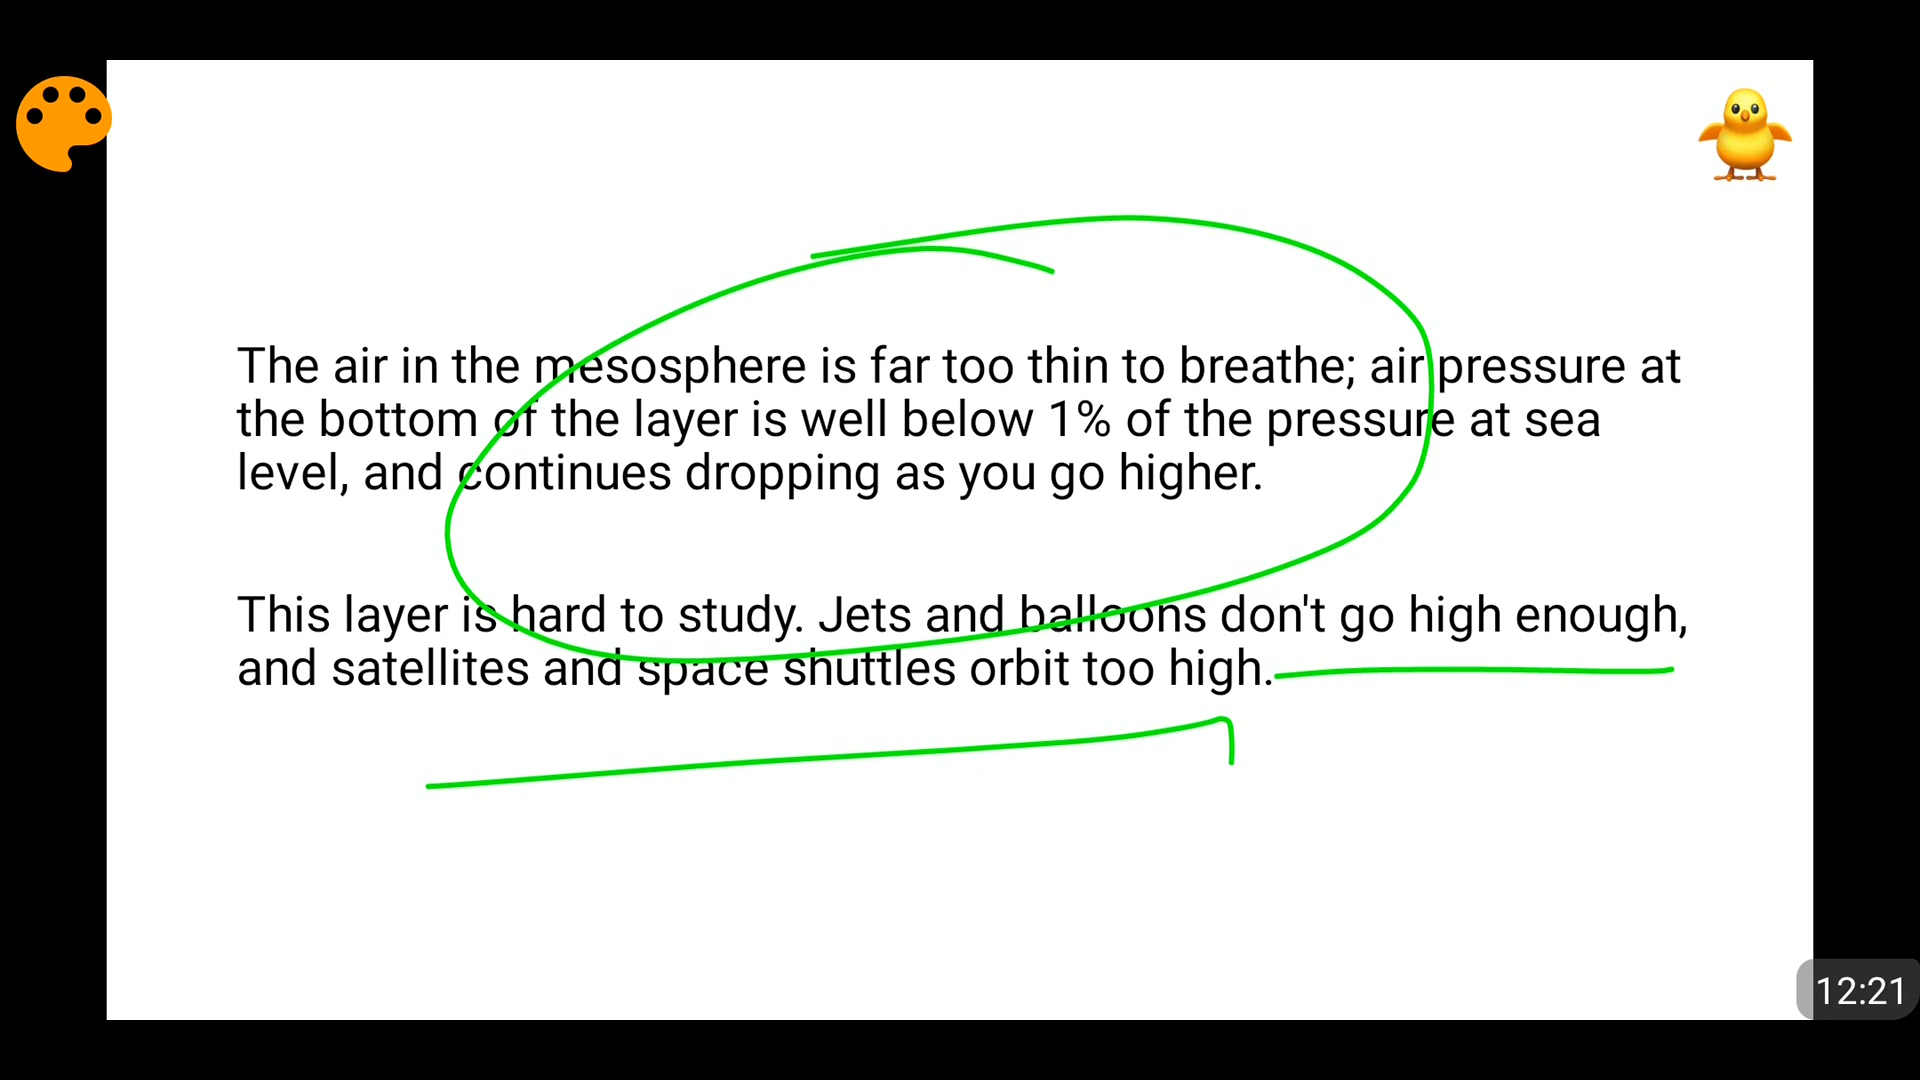 The air in the mesosphere is far too thin to breathe; air pressure at
the bottom of the layer is well below 1% of the pressure at sea
level, and continues dropping as you go higher.
This layer is hard to study. Jets and balloons don't go high enough,
and satellites and space shuttles orbit too high.
12:21